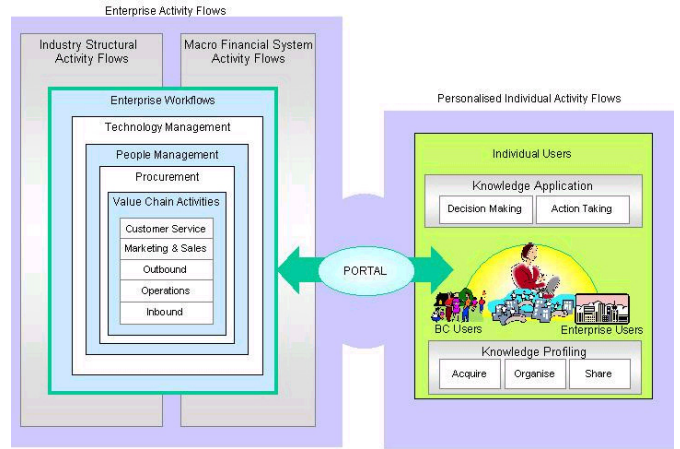 Enterprise Activity Flows
Industry Structural
Activity Flows
Macro Financial System
Activity Flows
Enterprise Workflows
Technology Management
People Management
Procurement
Value Chain Activities
Customer Service
Marketing & Sales
Outbound
Operations
Inbound
PORTAL
Personalised Individual Activity Flows
Individual Users
Knowledge Application
Decision Making
Action Taking
BC Users
Enterprise Users
Knowledge Profiling
Acquire
Organise
Share